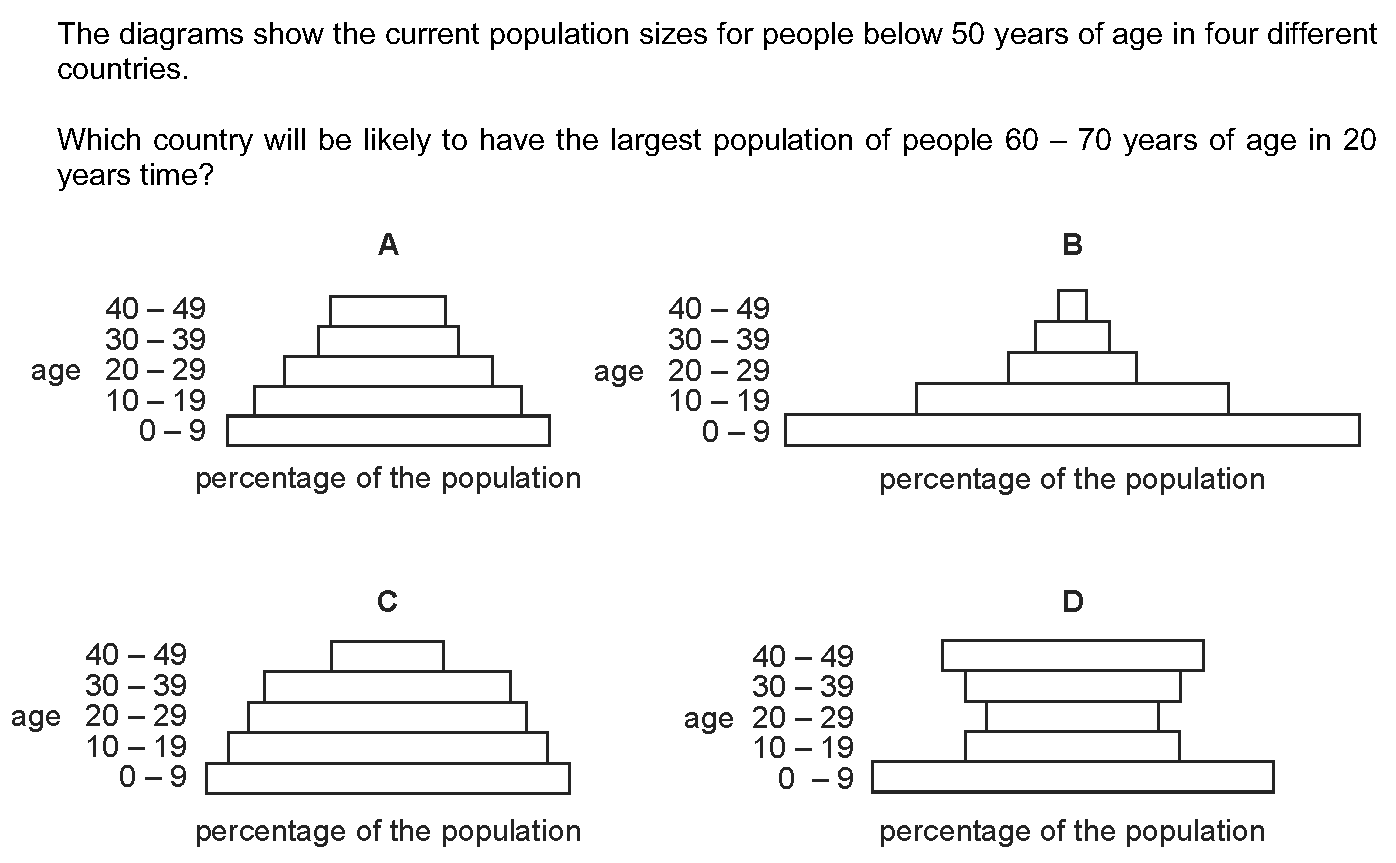 The diagrams show the current population sizes for people below 50 years of age in four different
countries.
Which country will be likely to have the largest population of people 60 – 70 years of age in 20
years time?
A
40 – 49
30 – 39
age 20 – 29
10 – 19
0 – 9
percentage of the population
B
40 – 49
30 – 39
age 20 – 29
10 – 19
0 – 9
percentage of the population
C
40 – 49
30 – 39
age 20 – 29
10 – 19
0 – 9
percentage of the population
D
40 – 49
30 – 39
age 20 – 29
10 – 19
0 – 9
percentage of the population